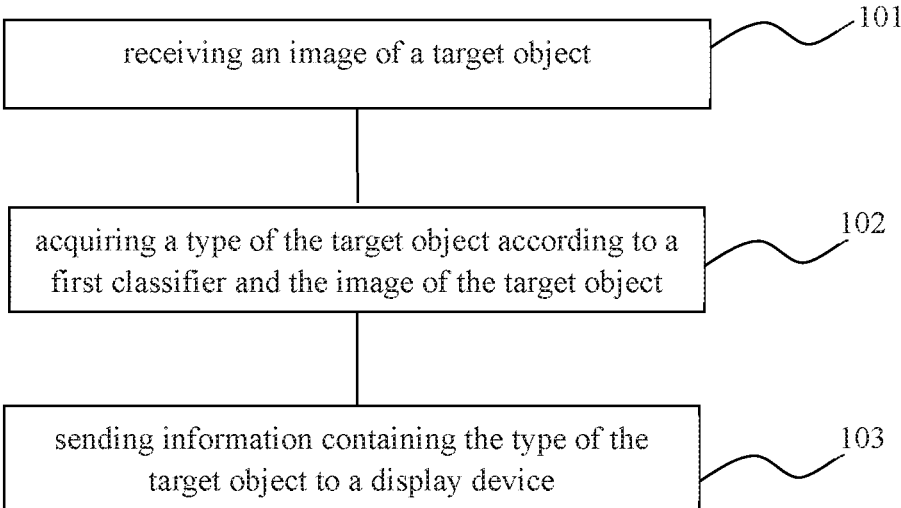 101
receiving an image of a target object
102
acquiring a type of the target object according to a
first classifier and the image of the target object
103
sending information containing the type of the
target object to a display device